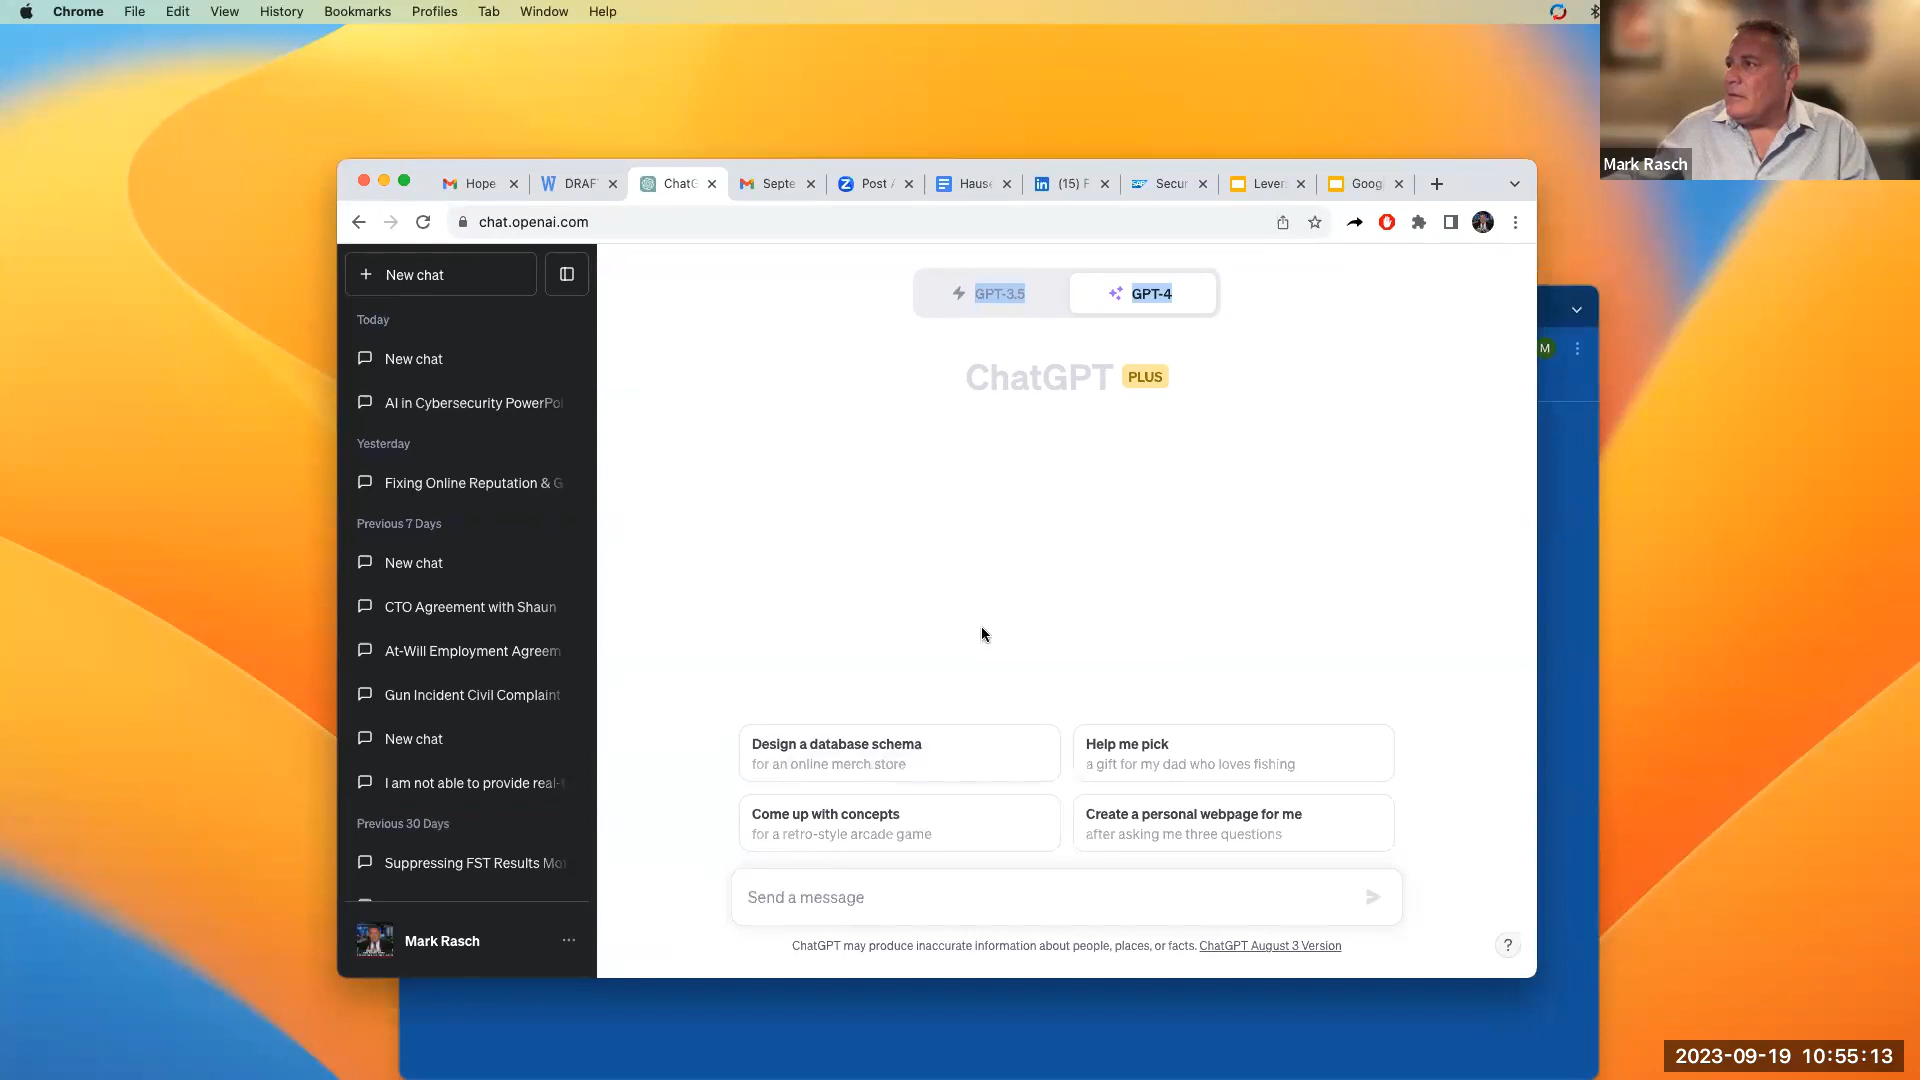 Chrome File Edit View History Bookmarks Profiles Tab Window Help
Mark Rasch
Hope DRAF ChatG Septe Post Hause (15) F Secur Lever Goog
chat.openai.com
New chat
GPT-3.5 GPT-4
M
ChatGPT PLUS
Today
New chat
AI in Cybersecurity PowerPoi
Yesterday
Fixing Online Reputation & G
Previous 7 Days
New chat
CTO Agreement with Shaun
At-Will Employment Agreem
Gun Incident Civil Complaint
New chat
I am not able to provide real-
Previous 30 Days
Suppressing FST Results Mo
Mark Rasch
Design a database schema
for an online merch store
Help me pick
a gift for my dad who loves fishing
Come up with concepts
for a retro-style arcade game
Create a personal webpage for me
after asking me three questions
Send a message
ChatGPT may produce inaccurate information about people, places, or facts. ChatGPT August 3 Version
?
2023-09-19 10:55:13